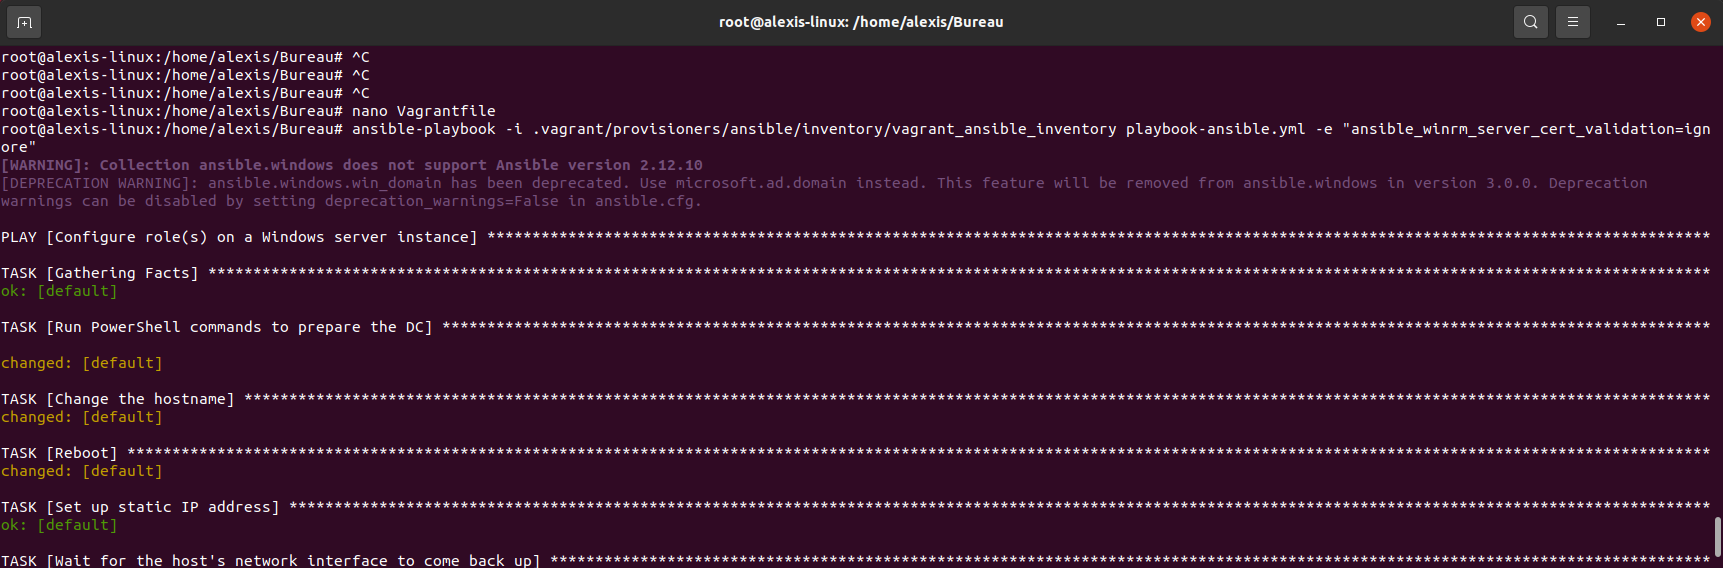 root@alexis-linux: /home/alexis/Bureau
root@alexis-linux:/home/alexis/Bureau# ^C
root@alexis-linux:/home/alexis/Bureau# ^C
root@alexis-linux:/home/alexis/Bureau# ^C
root@alexis-linux:/home/alexis/Bureau# nano Vagrantfile
root@alexis-linux:/home/alexis/Bureau# ansible-playbook -i .vagrant/provisioners/ansible/inventory/vagrant_ansible_inventory playbook-ansible.yml -e "ansible_winrm_server_cert_validation=ign
ore"
[WARNING]: Collection ansible.windows does not support Ansible version 2.12.10
[DEPRECATION WARNING]: ansible.windows.win_domain has been deprecated. Use microsoft.ad.domain instead. This feature will be removed from ansible.windows in version 3.0.0. Deprecation
warnings can be disabled by setting deprecation_warnings=False in ansible.cfg.
PLAY [Configure role(s) on a Windows server instance] ****************************************************************************************************************************************
TASK [Gathering Facts] ***********************************************************************************************************************************************************************
ok: [default]
TASK [Run PowerShell commands to prepare the DC] *********************************************************************************************************************************************
changed: [default]
TASK [Change the hostname] *******************************************************************************************************************************************************************
changed: [default]
TASK [Reboot] ********************************************************************************************************************************************************************************
changed: [default]
TASK [Set up static IP address] **************************************************************************************************************************************************************
ok: [default]
TASK [Wait for the host's network interface to come back up] *********************************************************************************************************************************